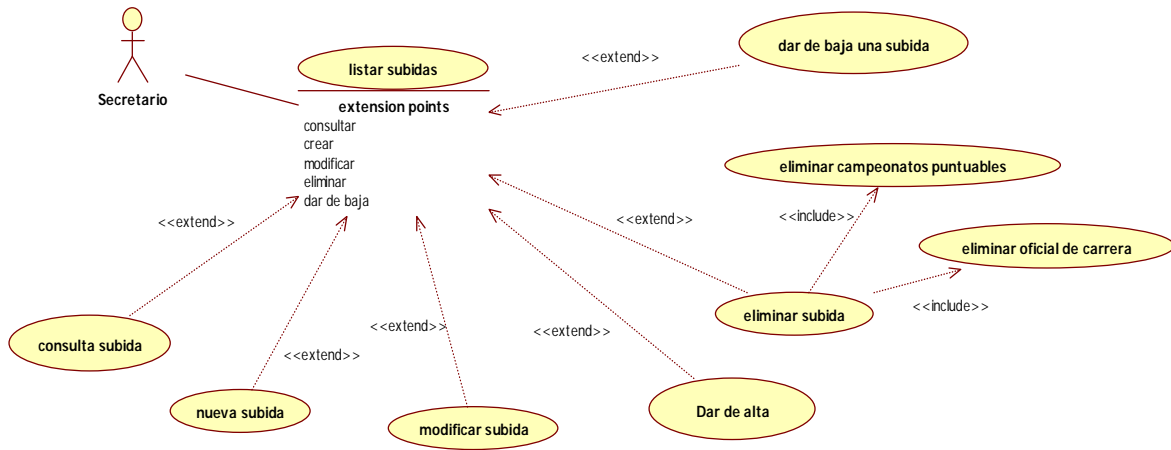 dar de baja una subida
<<extend>>
listar subidas
Secretario
extension points
consultar
crear
modificar
eliminar
dar de baja
eliminar campeonatos puntuables
<<extend>>
<<extend>>
<<include>>
eliminar oficial de carrera
<<include>>
eliminar subida
<<extend>>
<<extend>>
<<extend>>
consulta subida
nueva subida
modificar subida
Dar de alta